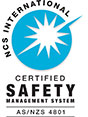 NCS INTERNATIONAL
CERTIFIED
SAFETY
MANAGEMENT SYSTEM
AS/NZS 4801